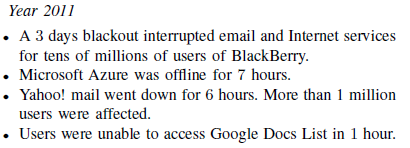 Year 2011
• A 3 days blackout interrupted email and Internet services
for tens of millions of users of BlackBerry.
• Microsoft Azure was offline for 7 hours.
• Yahoo! mail went down for 6 hours. More than 1 million
users were affected.
• Users were unable to access Google Docs List in 1 hour.